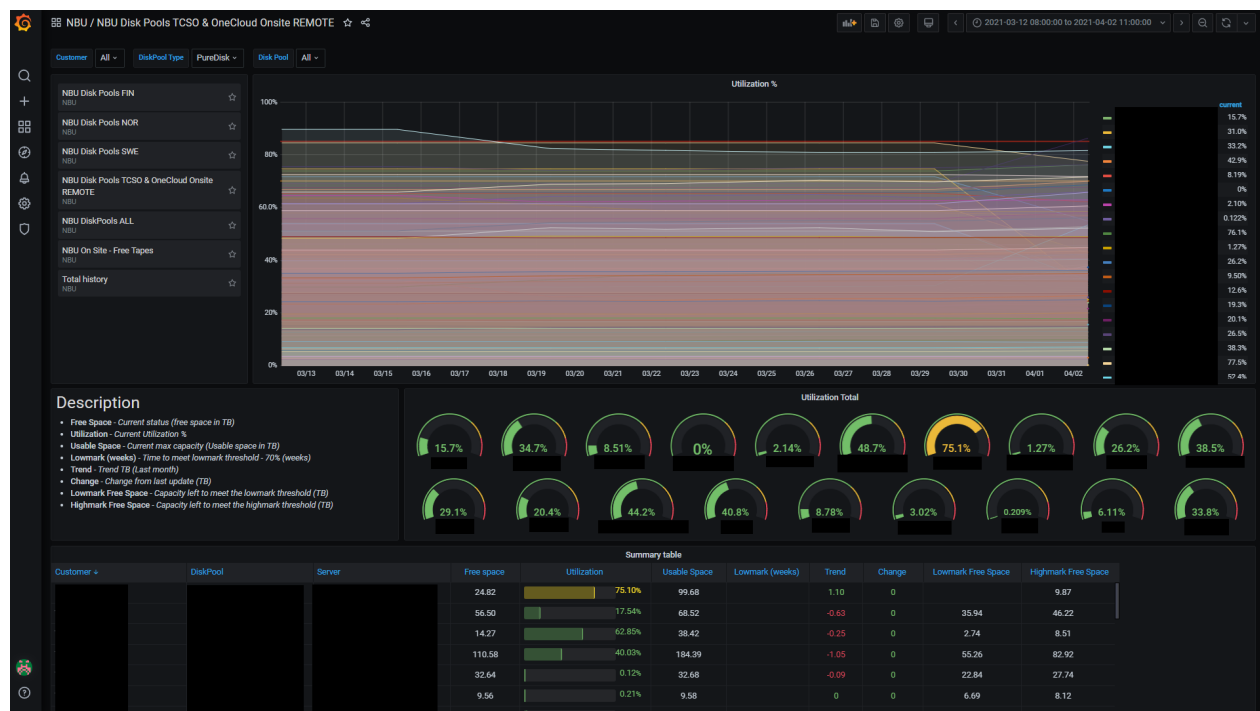 NBU / NBU Disk Pools TCSO & OneCloud Onsite REMOTE
2021-03-12 08:00:00 to 2021-04-02 11:00:00
Customer All DiskPool Type PureDisk Disk Pool All
NBU Disk Pools FIN
NBU
NBU Disk Pools NOR
NBU
NBU Disk Pools SWE
NBU
NBU Disk Pools TCSO & OneCloud Onsite
REMOTE
NBU
NBU DiskPools ALL
NBU
NBU On Site - Free Tapes
NBU
Total history
NBU
Utilization %
100%
80%
60.0%
40%
20%
0%
03/13 03/14 03/15 03/16 03/17 03/18 03/19 03/20 03/21 03/22 03/23 03/24 03/25 03/26 03/27 03/28 03/29 03/30 03/31 04/01 04/02
current
15.7%
31.0%
33.2%
42.9%
8.19%
0%
2.10%
0.122%
76.1%
1.27%
26.2%
9.50%
12.6%
19.3%
20.1%
26.5%
38.3%
77.5%
57.4%
Description
• Free Space - Current status (free space in TB)
• Utilization - Current Utilization %
• Usable Space - Current max capacity (Usable space in TB)
• Lowmark (weeks) - Time to meet lowmark threshold - 70% (weeks)
• Trend - Trend TB (Last month)
• Change - Change from last update (TB)
• Lowmark Free Space - Capacity left to meet the lowmark threshold (TB)
• Highmark Free Space - Capacity left to meet the highmark threshold (TB)
Utilization Total
15.7% 34.7% 8.51% 0% 2.14% 48.7% 75.1% 1.27% 26.2% 38.5%
29.1% 20.4% 44.2% 40.8% 8.78% 3.02% 0.209% 6.11% 33.8%
Summary table
Customer DiskPool Server Free space Utilization Usable Space Lowmark (weeks) Trend Change Lowmark Free Space Highmark Free Space
24.82 75.10% 99.68 1.10 0 9.87
56.50 17.54% 68.52 -0.63 0 35.94 46.22
14.27 62.85% 38.42 -0.25 0 2.74 8.51
110.58 40.03% 184.39 -1.05 0 55.26 82.92
32.64 0.12% 32.68 -0.09 0 22.84 27.74
9.56 0.21% 9.58 0 0 6.69 8.12